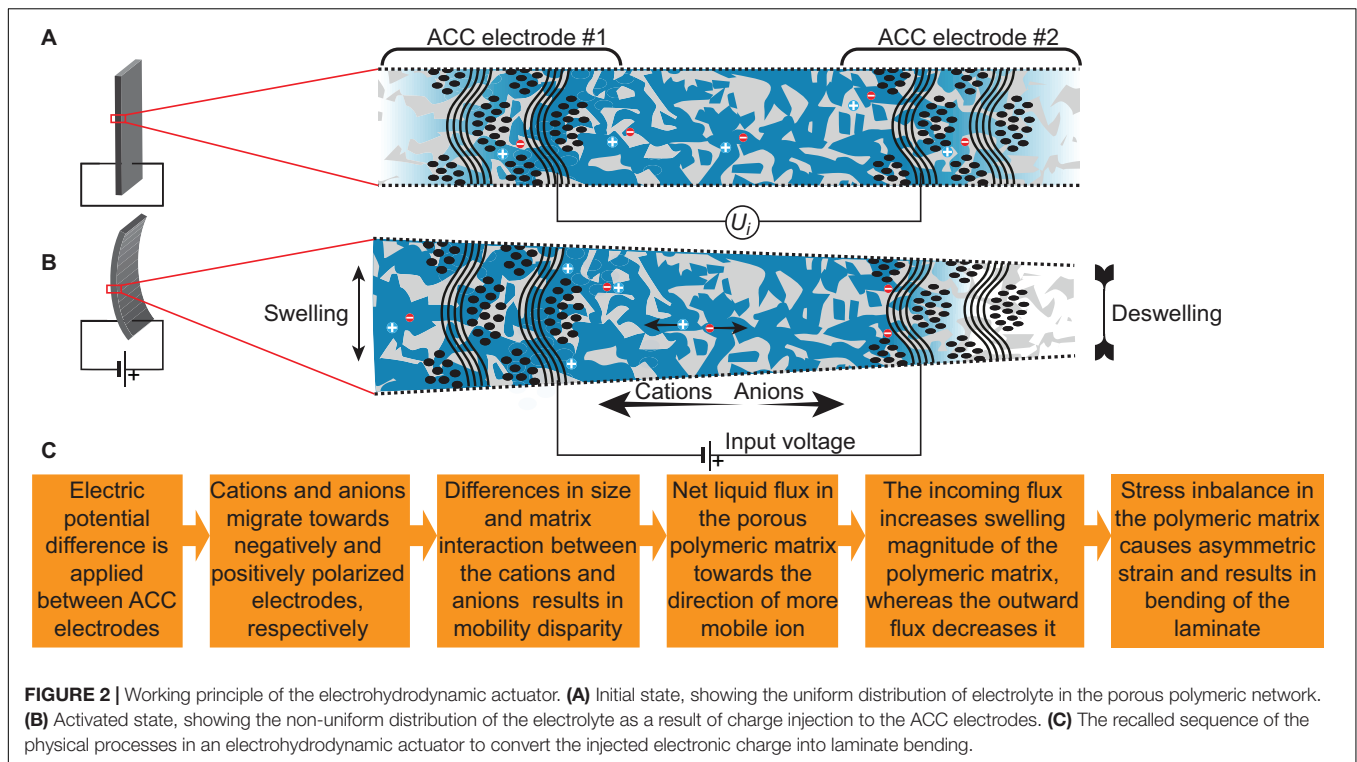 A
ACC electrode #1
ACC electrode #2
Ui
B
Swelling
Deswelling
Cations Anions
Input voltage
+
+
C
Electric
potential
difference is
applied
between ACC
electrodes
Cations and anions
migrate towards
negatively and
positively polarized
electrodes,
respectively
Differences in size
and matrix
interaction between
the cations and
anions results in
mobility disparity
Net liquid flux in
the porous
polymeric matrix
towards the
direction of more
mobile ion
The incoming flux
increases swelling
magnitude of the
polymeric matrix,
whereas the outward
flux decreases it
Stress inbalance in
the polymeric matrix
causes asymmetric
strain and results in
bending of the
laminate
FIGURE 2 | Working principle of the electrohydrodynamic actuator. (A) Initial state, showing the uniform distribution of electrolyte in the porous polymeric network.
(B) Activated state, showing the non-uniform distribution of the electrolyte as a result of charge injection to the ACC electrodes. (C) The recalled sequence of the
physical processes in an electrohydrodynamic actuator to convert the injected electronic charge into laminate bending.